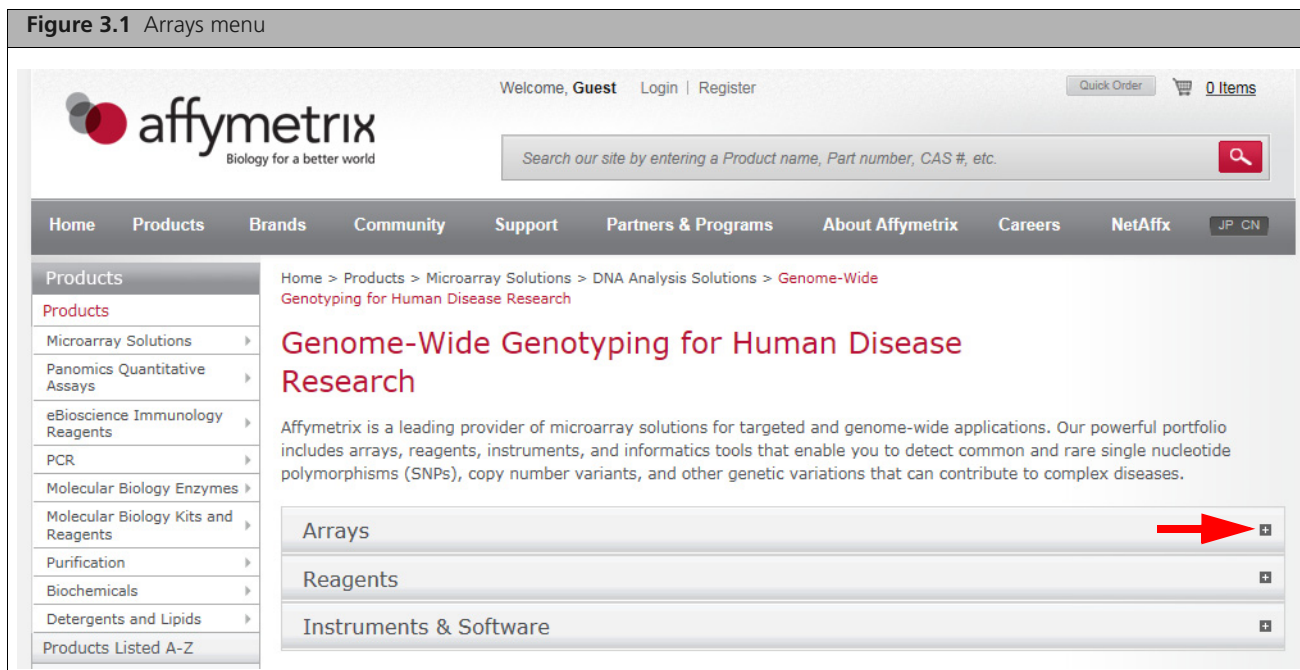 Figure 3.1 Arrays menu
Welcome, Guest Login | Register
Quick Order
0 Items
affymetrix
Biology for a better world
Search our site by entering a Product name, Part number, CAS #, etc.
Home Products Brands Community Support Partners & Programs About Affymetrix Careers NetAffx JP CN
Products
Products
Microarray Solutions
Panomics Quantitative
Assays
eBioscience Immunology
Reagents
PCR
Molecular Biology Enzymes
Molecular Biology Kits and
Reagents
Purification
Biochemicals
Detergents and Lipids
Products Listed A-Z
Home > Products > Microarray Solutions > DNA Analysis Solutions > Genome-Wide
Genotyping for Human Disease Research
Genome-Wide Genotyping for Human Disease
Research
Affymetrix is a leading provider of microarray solutions for targeted and genome-wide applications. Our powerful portfolio
includes arrays, reagents, instruments, and informatics tools that enable you to detect common and rare single nucleotide
polymorphisms (SNPs), copy number variants, and other genetic variations that can contribute to complex diseases.
Arrays
Reagents
Instruments & Software